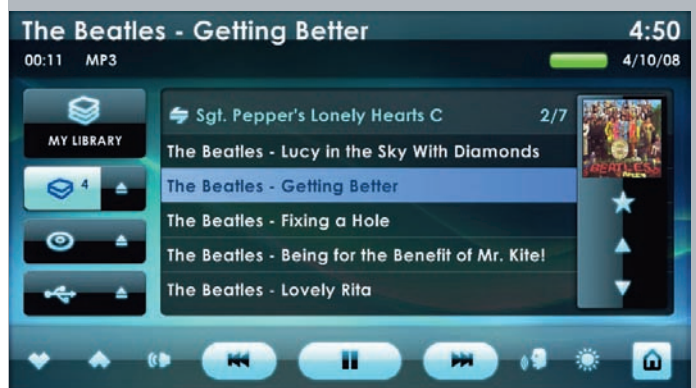 The Beatles - Getting Better 4:50
00:11 MP3 4/10/08
MY LIBRARY
4
Sgt. Pepper's Lonely Hearts C 2/7
The Beatles - Lucy in the Sky With Diamonds
The Beatles - Getting Better
The Beatles - Fixing a Hole
The Beatles - Being for the Benefit of Mr. Kite!
The Beatles - Lovely Rita
BEATLES